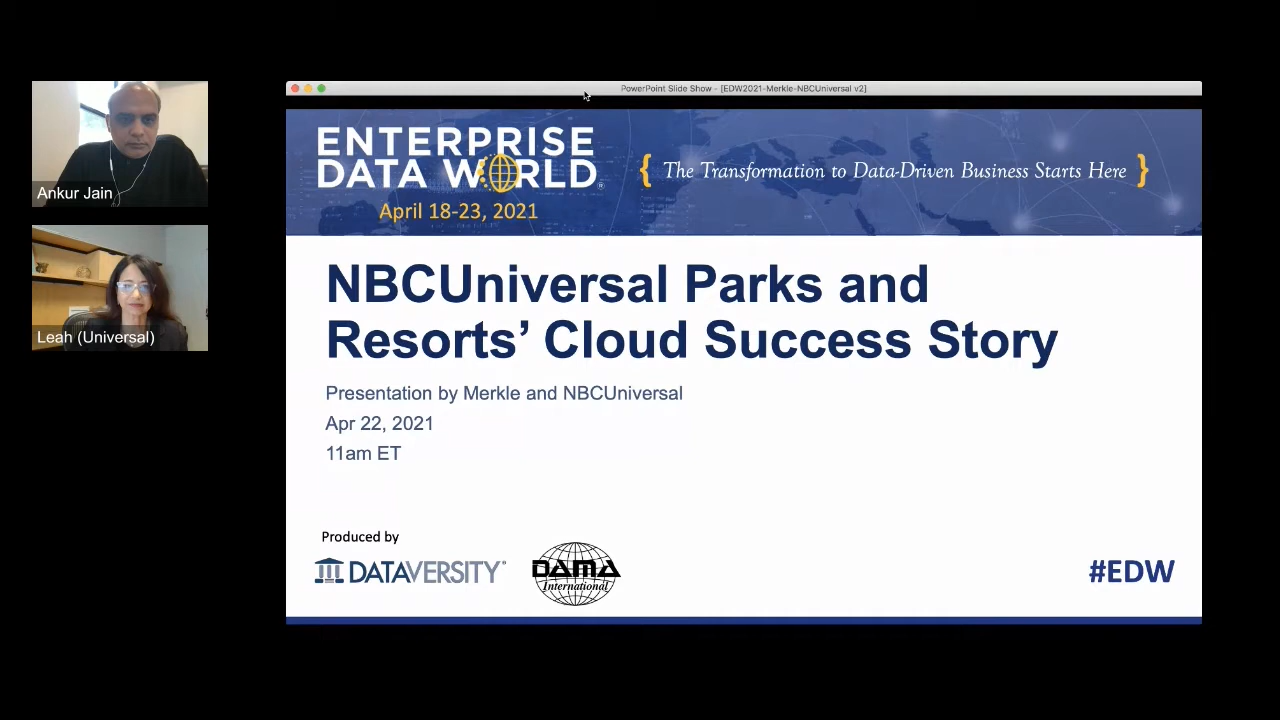 Ankur Jain
Leah (Universal)
PowerPoint Slide Show - [EDW2021-Merkle-NBCUniversal v2]
ENTERPRISE
DATA WORLD®
April 18-23, 2021
{ The Transformation to Data-Driven Business Starts Here }
NBCUniversal Parks and
Resorts’ Cloud Success Story
Presentation by Merkle and NBCUniversal
Apr 22, 2021
11am ET
Produced by
DATAVERSITY®
DAMA
International
#EDW